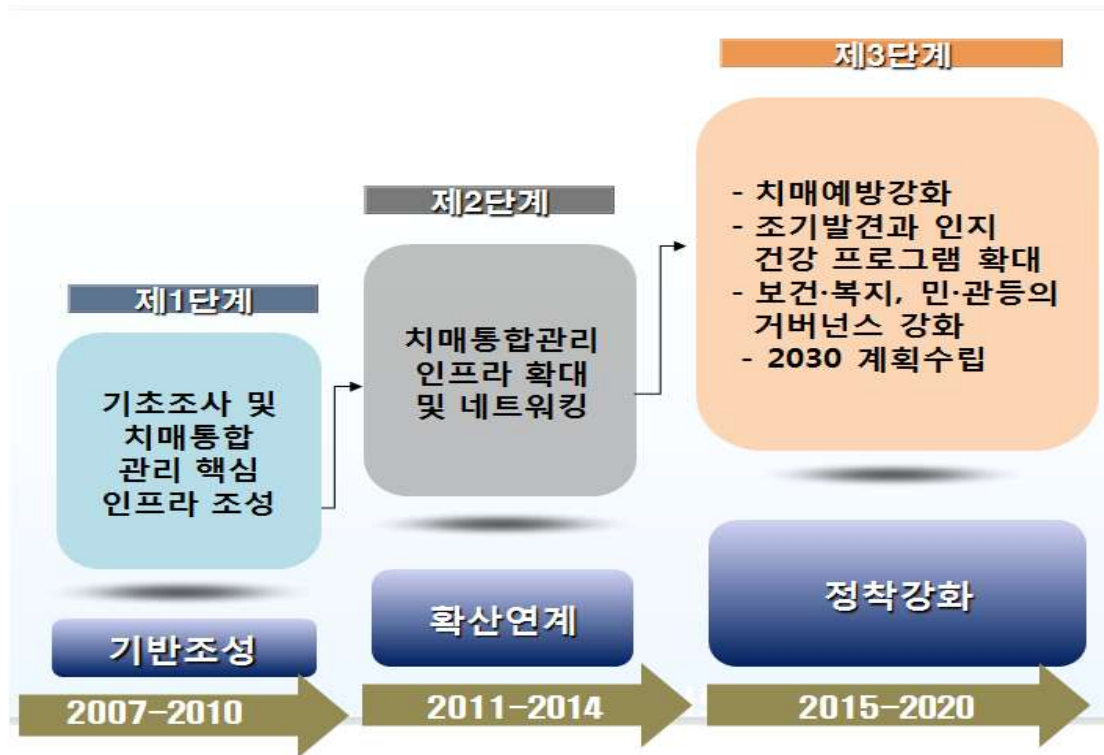 제1단계
기초조사 및
치매통합
관리 핵심
인프라 조성
기반조성
2007-2010
제2단계
치매통합관리
인프라 확대
및 네트워킹
확산연계
2011-2014
제3단계
- 치매예방강화
- 조기발견과 인지
건강 프로그램 확대
- 보건·복지, 민·관등의
거버넌스 강화
- 2030 계획수립
정착강화
2015-2020